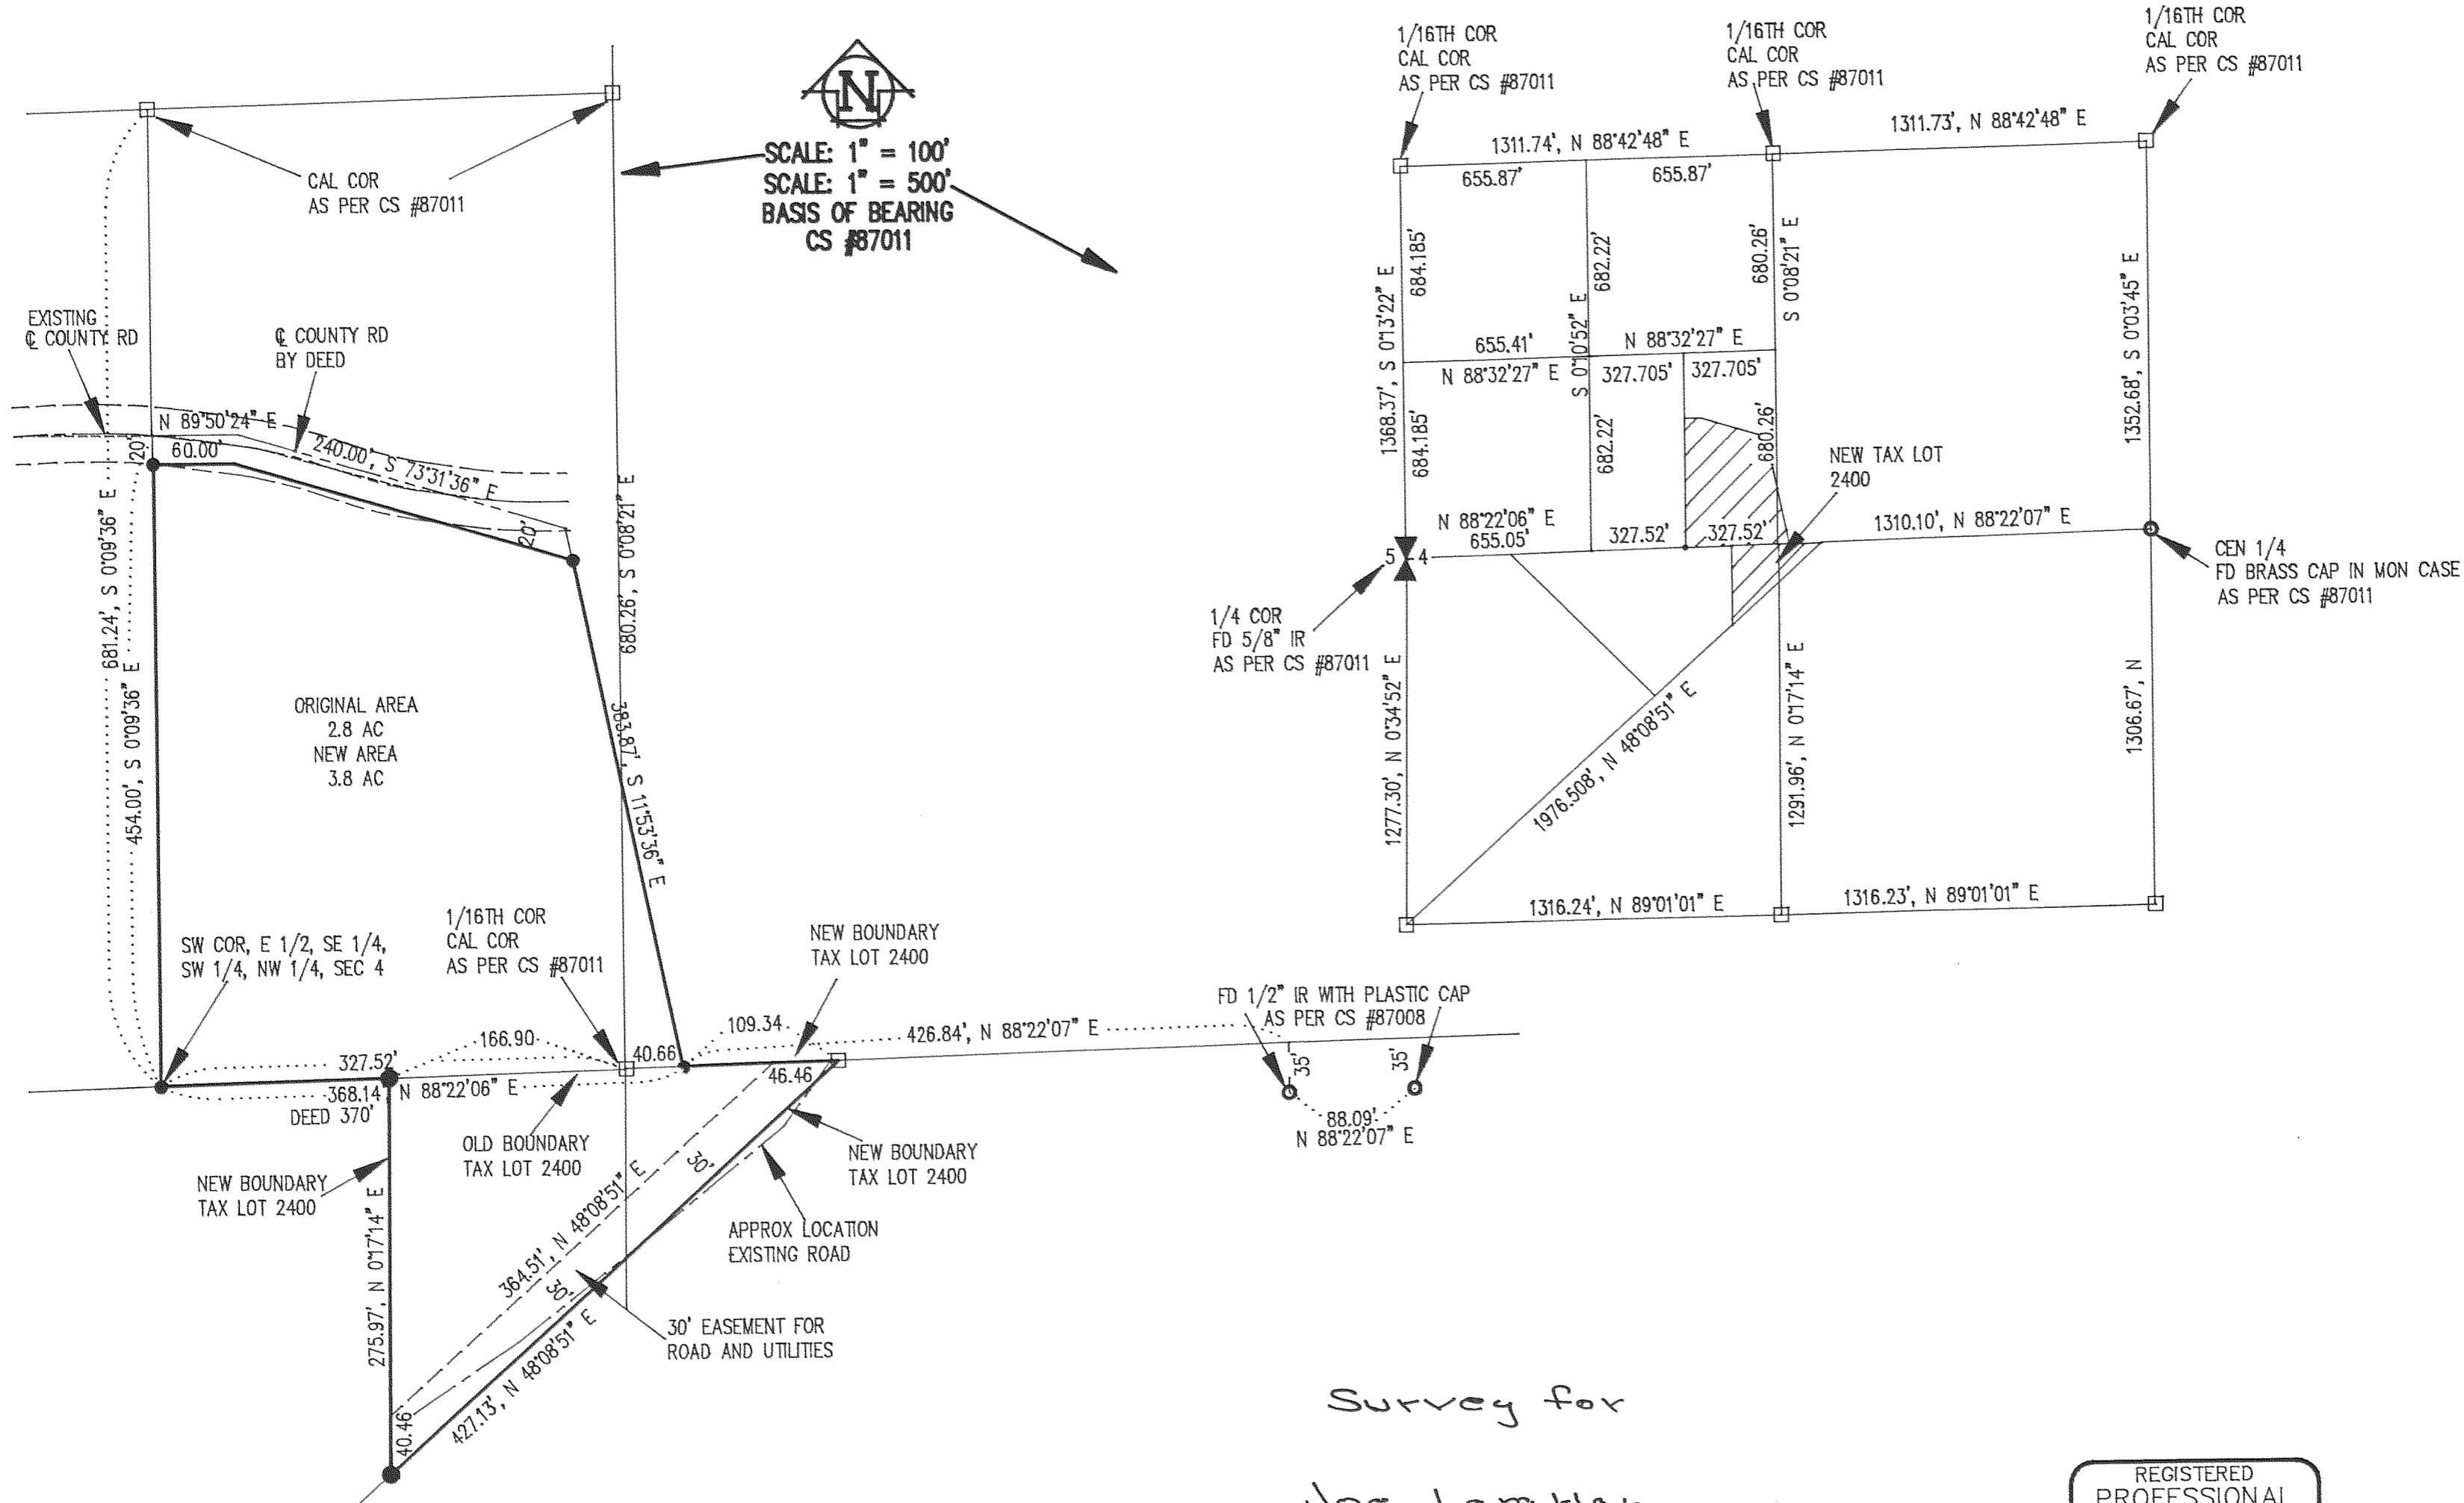 CAL COR
AS PER CS #87011
N
SCALE: 1" = 100'
SCALE: 1" = 500'
BASIS OF BEARING
CS #87011
EXISTING
℄ COUNTY RD
℄ COUNTY RD
BY DEED
N 89°50'24" E
60.00'
20'
240.00', S 73°31'36" E
20'
681.24', S 0°09'36" E
454.00', S 0°09'36" E
680.26', S 0°08'21" E
383.87', S 11°53'36" E
ORIGINAL AREA
2.8 AC
NEW AREA
3.8 AC
SW COR, E 1/2, SE 1/4,
SW 1/4, NW 1/4, SEC 4
1/16TH COR
CAL COR
AS PER CS #87011
NEW BOUNDARY
TAX LOT 2400
327.52'
166.90
40.66
109.34
426.84', N 88°22'07" E
46.46
368.14
N 88°22'06" E
DEED 370'
OLD BOUNDARY
TAX LOT 2400
NEW BOUNDARY
TAX LOT 2400
NEW BOUNDARY
TAX LOT 2400
275.97', N 0°17'14" E
364.51', N 48°08'51" E
30'
30'
APPROX LOCATION
EXISTING ROAD
30' EASEMENT FOR
ROAD AND UTILITIES
40.46
427.13', N 48°08'51" E
FD 1/2" IR WITH PLASTIC CAP
AS PER CS #87008
35'
35'
88.09'
N 88°22'07" E
1/16TH COR
CAL COR
AS PER CS #87011
1/16TH COR
CAL COR
AS PER CS #87011
1/16TH COR
CAL COR
AS PER CS #87011
1311.74', N 88°42'48" E
1311.73', N 88°42'48" E
655.87'
655.87'
1368.37', S 0°13'22" E
684.185'
684.185'
682.22'
682.22'
S 0°10'52" E
680.26'
680.26'
S 0°08'21" E
1352.68', S 0°03'45" E
655.41'
N 88°32'27" E
N 88°32'27" E
327.705'
327.705'
NEW TAX LOT
2400
N 88°22'06" E
655.05'
327.52'
327.52'
1310.10', N 88°22'07" E
5
4
1/4 COR
FD 5/8" IR
AS PER CS #87011
CEN 1/4
FD BRASS CAP IN MON CASE
AS PER CS #87011
1277.30', N 0°34'52" E
1976.508', N 48°08'51" E
1291.96', N 0°17'14" E
1306.67', N
1316.24', N 89°01'01" E
1316.23', N 89°01'01" E
Survey for
REGISTERED
PROFESSIONAL